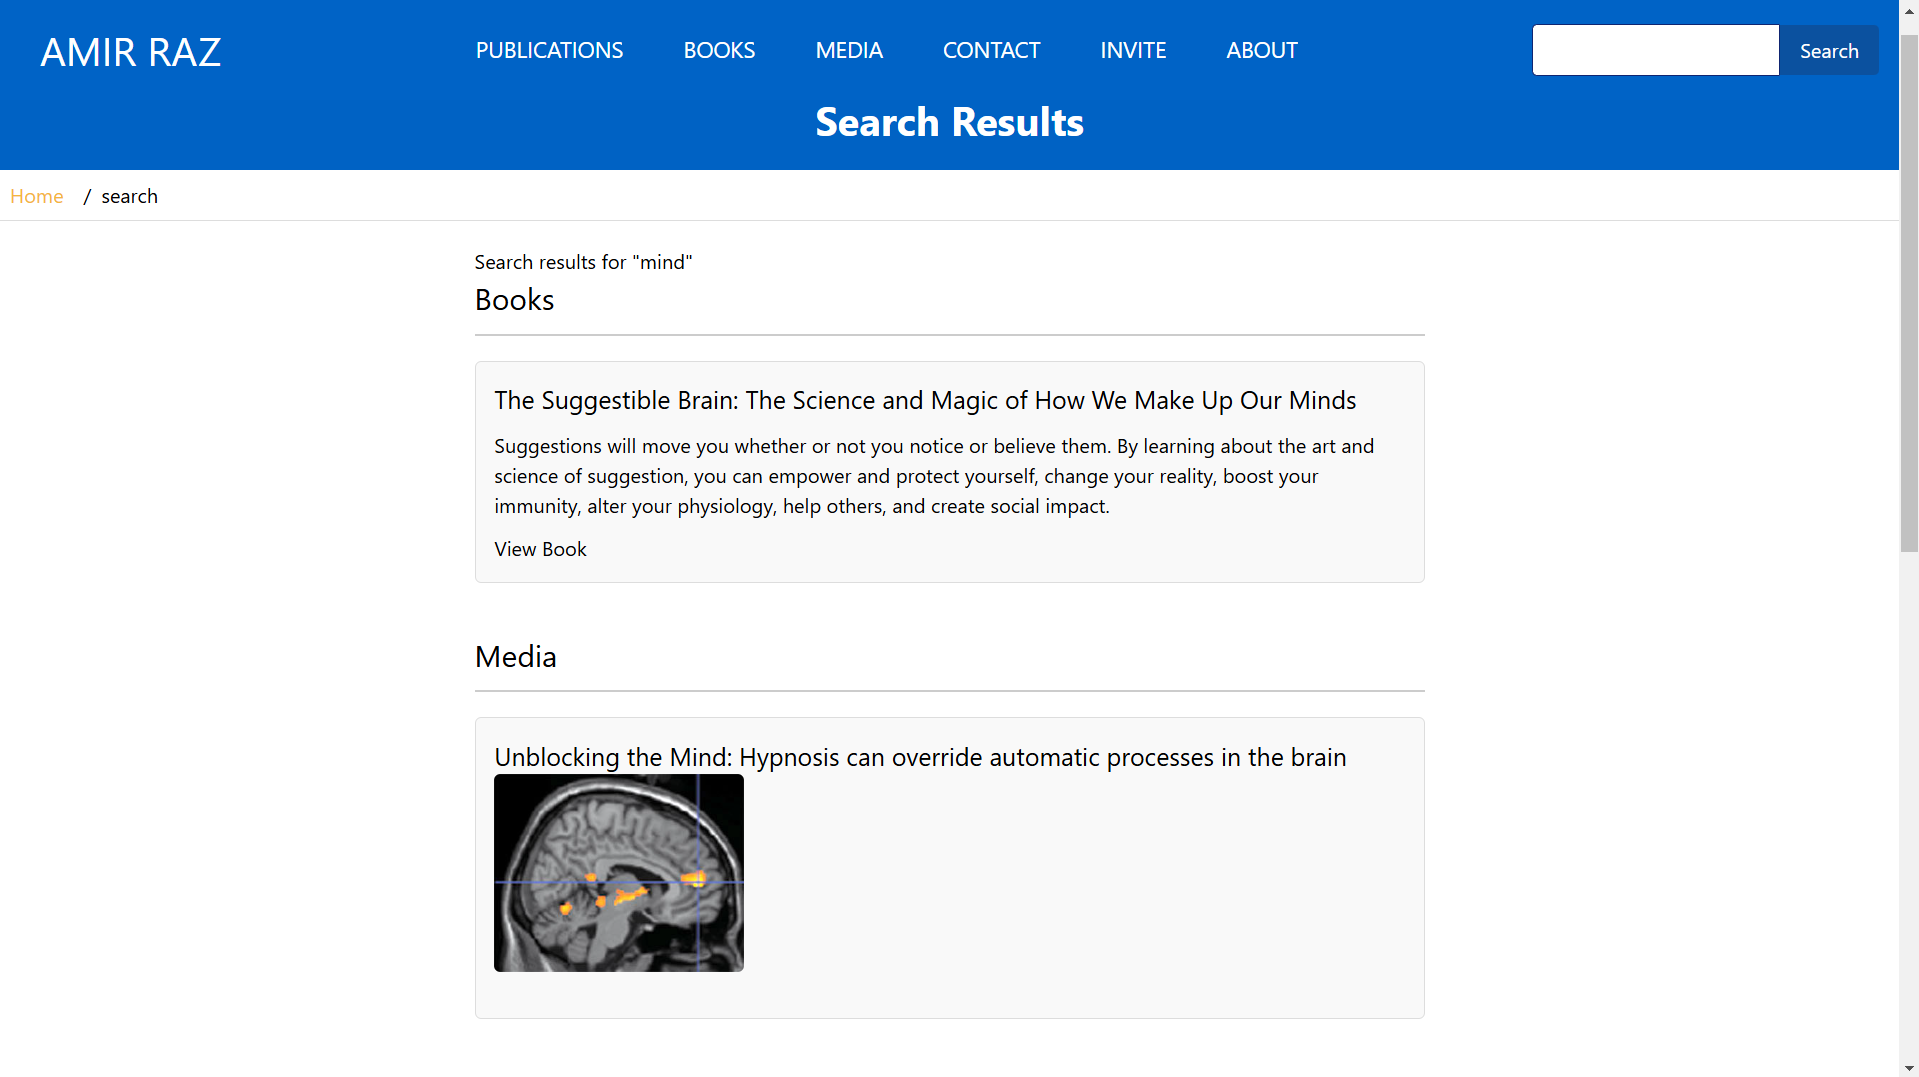 AMIR RAZ
PUBLICATIONS
BOOKS
MEDIA
CONTACT
INVITE
ABOUT
Search
Search Results
Home / search
Search results for "mind"
Books
The Suggestible Brain: The Science and Magic of How We Make Up Our Minds
Suggestions will move you whether or not you notice or believe them. By learning about the art and
science of suggestion, you can empower and protect yourself, change your reality, boost your
immunity, alter your physiology, help others, and create social impact.
View Book
Media
Unblocking the Mind: Hypnosis can override automatic processes in the brain